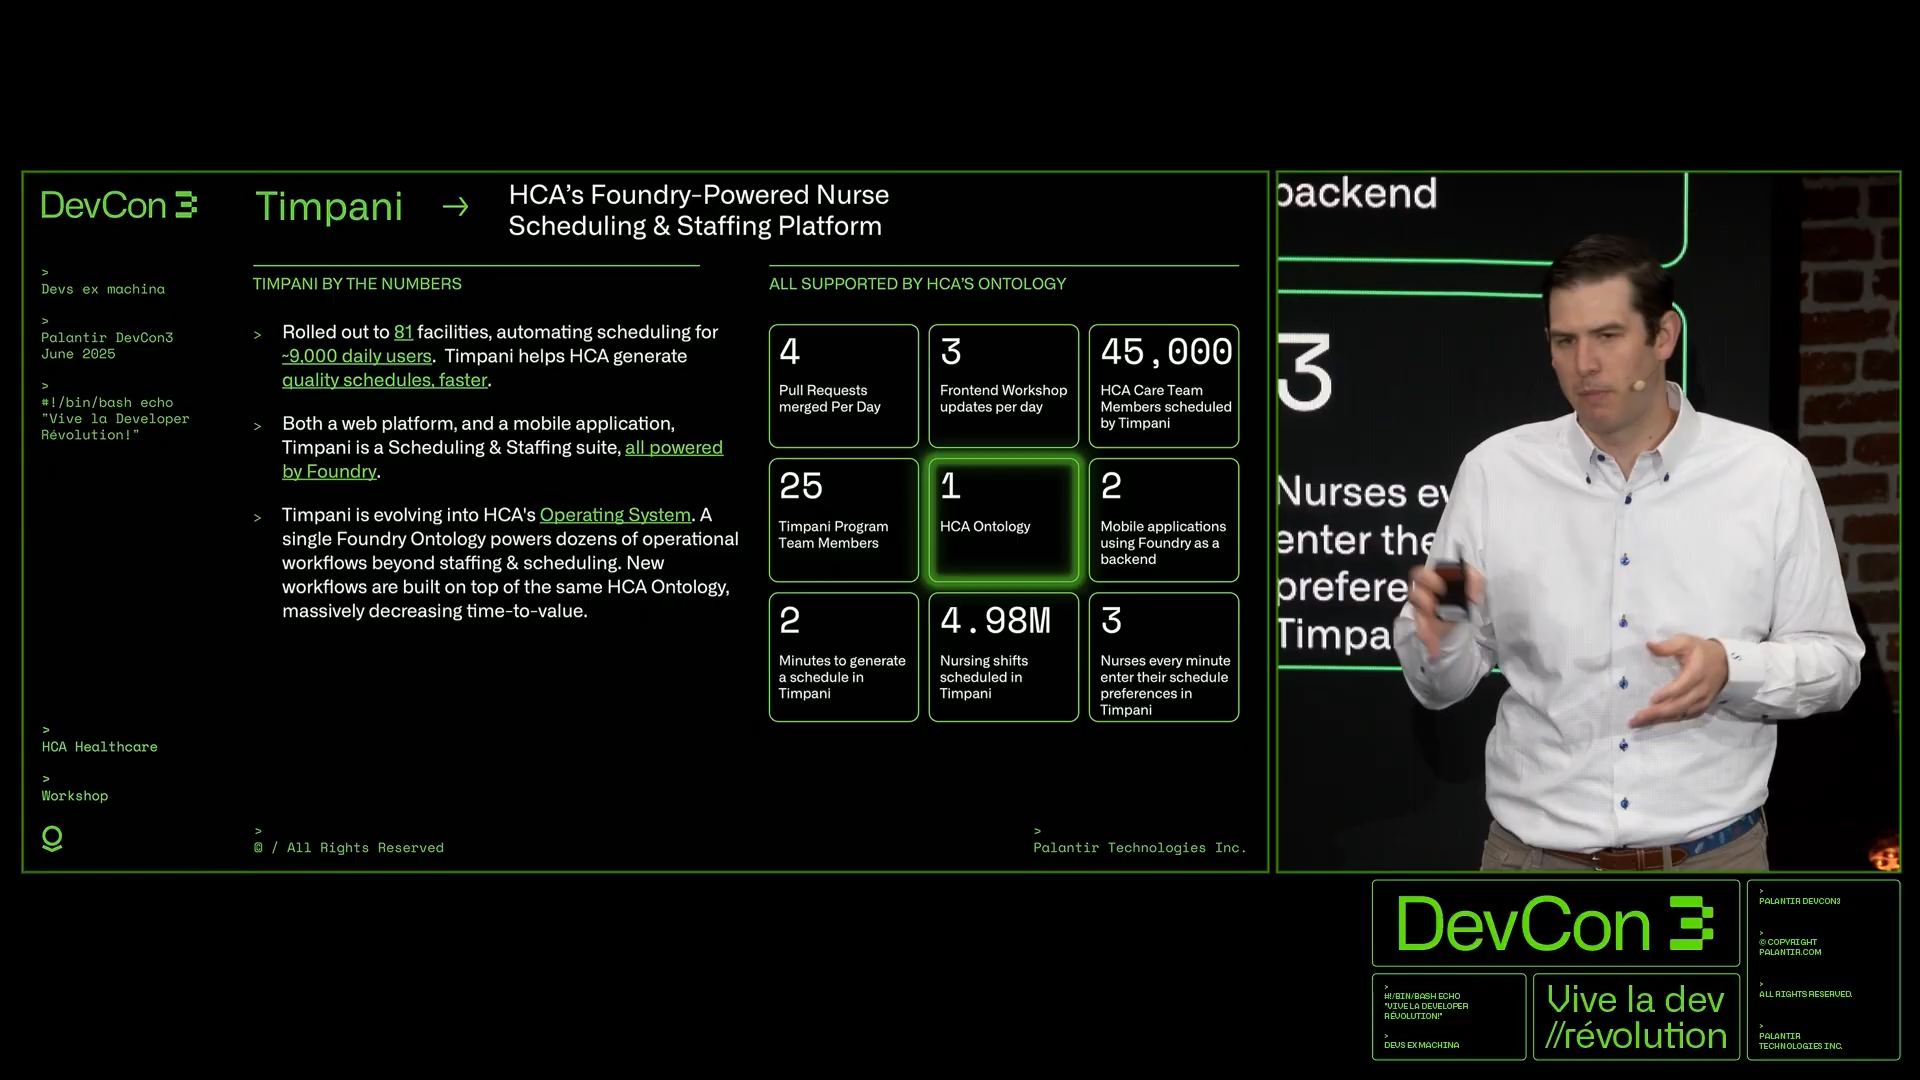 DevCon 3
Timpani →
HCA's Foundry-Powered Nurse
Scheduling & Staffing Platform
>
Devs ex machina
>
Palantir DevCon3
June 2025
>
#!/bin/bash echo
"Vive la Developer
Révolution!"
>
HCA Healthcare
>
Workshop
TIMPANI BY THE NUMBERS
> Rolled out to 81 facilities, automating scheduling for
~9,000 daily users. Timpani helps HCA generate
quality schedules, faster.
> Both a web platform, and a mobile application,
Timpani is a Scheduling & Staffing suite, all powered
by Foundry.
> Timpani is evolving into HCA's Operating System. A
single Foundry Ontology powers dozens of operational
workflows beyond staffing & scheduling. New
workflows are built on top of the same HCA Ontology,
massively decreasing time-to-value.
ALL SUPPORTED BY HCA'S ONTOLOGY
4
Pull Requests
merged Per Day
3
Frontend Workshop
updates per day
45,000
HCA Care Team
Members scheduled
by Timpani
25
Timpani Program
Team Members
1
HCA Ontology
2
Mobile applications
using Foundry as a
backend
2
Minutes to generate
a schedule in
Timpani
4.98M
Nursing shifts
scheduled in
Timpani
3
Nurses every minute
enter their schedule
preferences in
Timpani
>
© / All Rights Reserved
>
Palantir Technologies Inc.
backend
3
Nurses ev
enter the
prefere
Timpa
DevCon 3
>
#!/BIN/BASH ECHO
"VIVE LA DEVELOPER
RÉVOLUTION!"
>
DEVS EX MACHINA
Vive la dev
//révolution
>
PALANTIR DEVCON3
>
© COPYRIGHT
PALANTIR.COM
>
ALL RIGHTS RESERVED.
>
PALANTIR
TECHNOLOGIES INC.